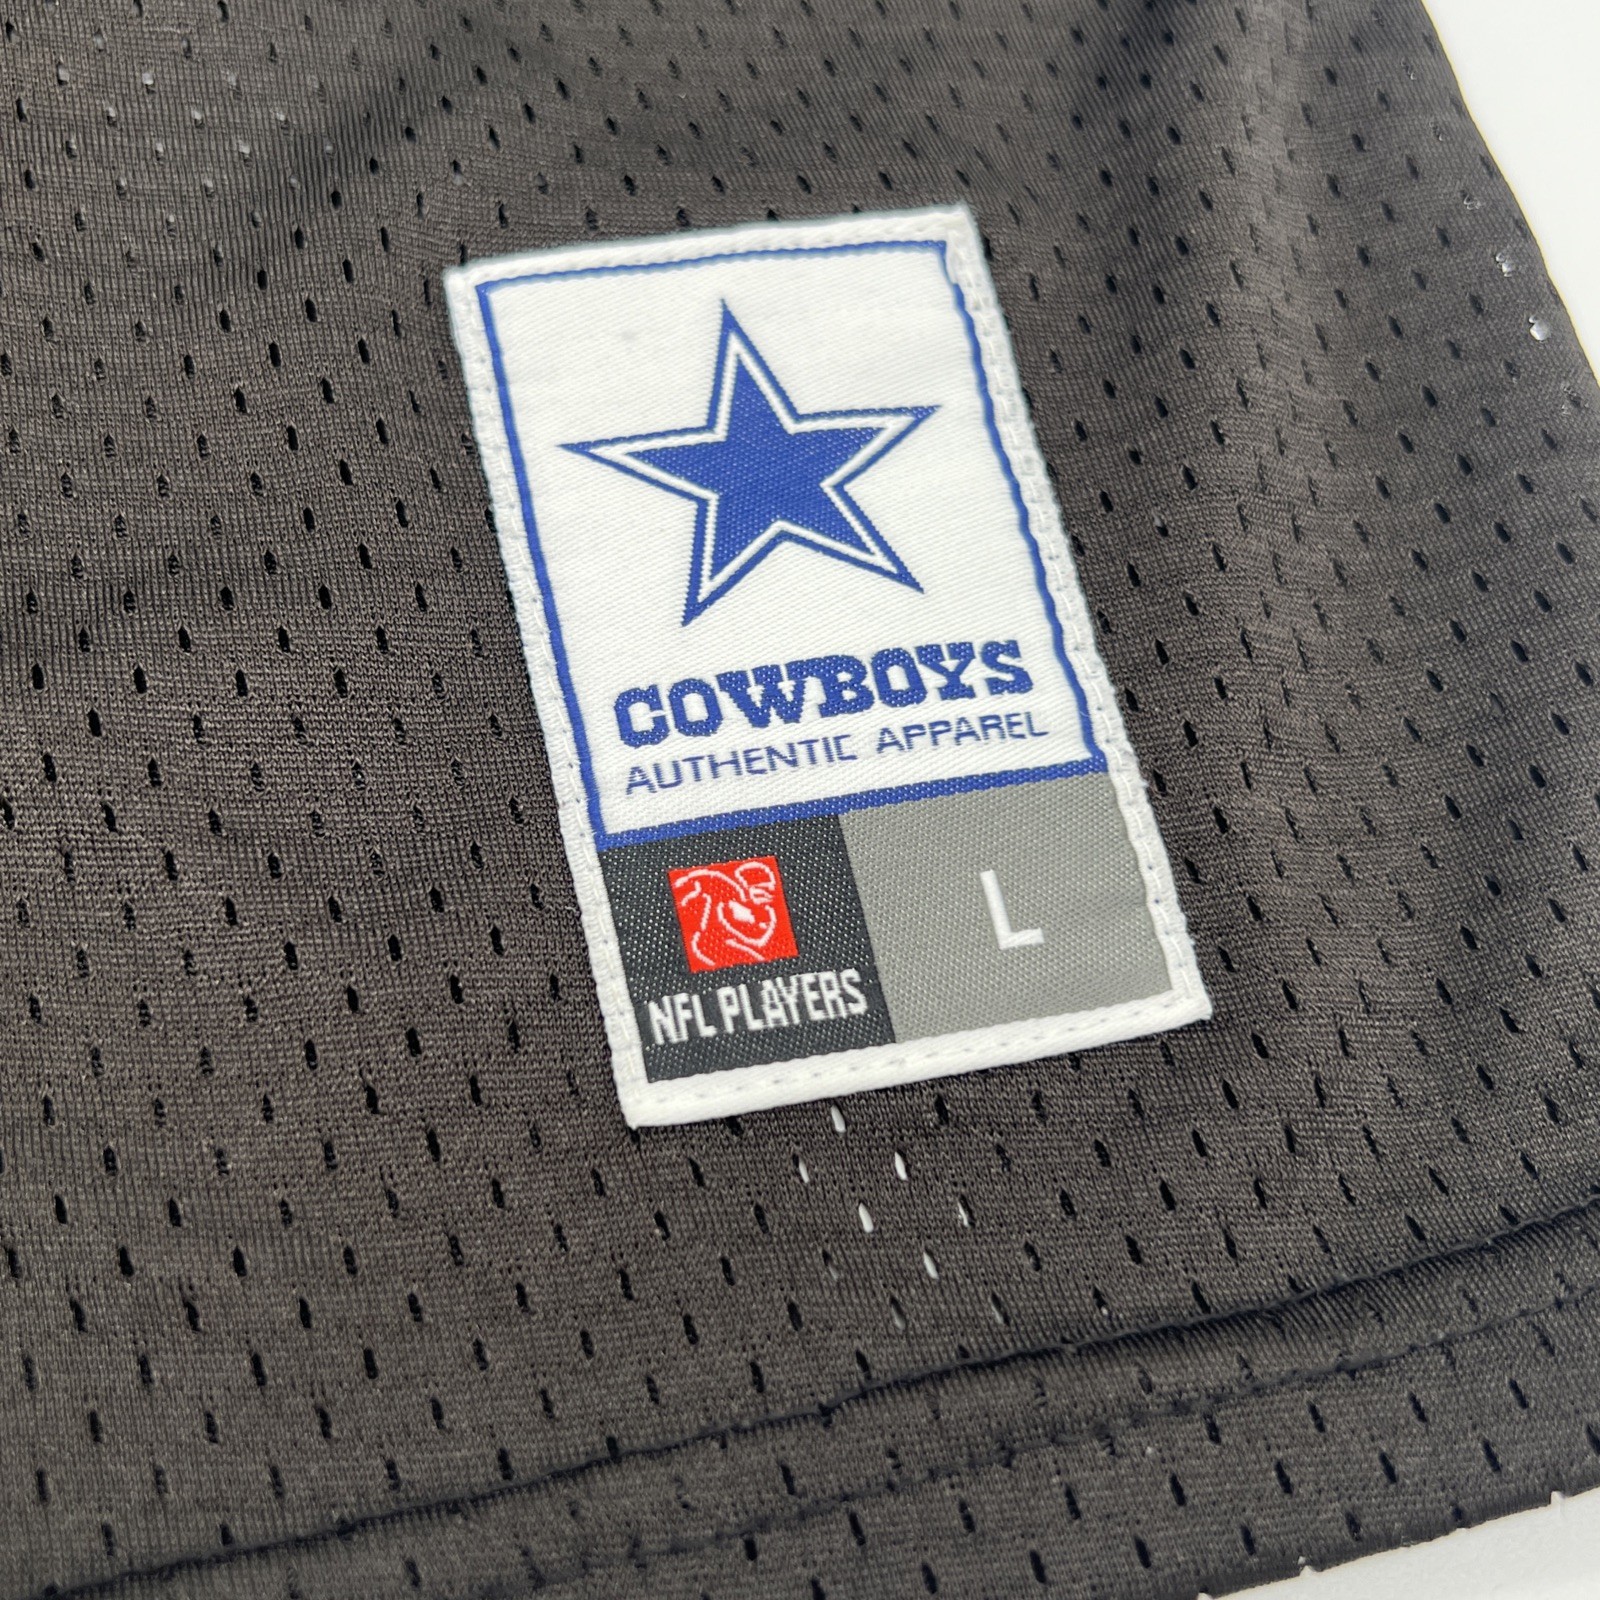 COWBOYS
AUTHENTIC APPAREL
NFL PLAYERS
L